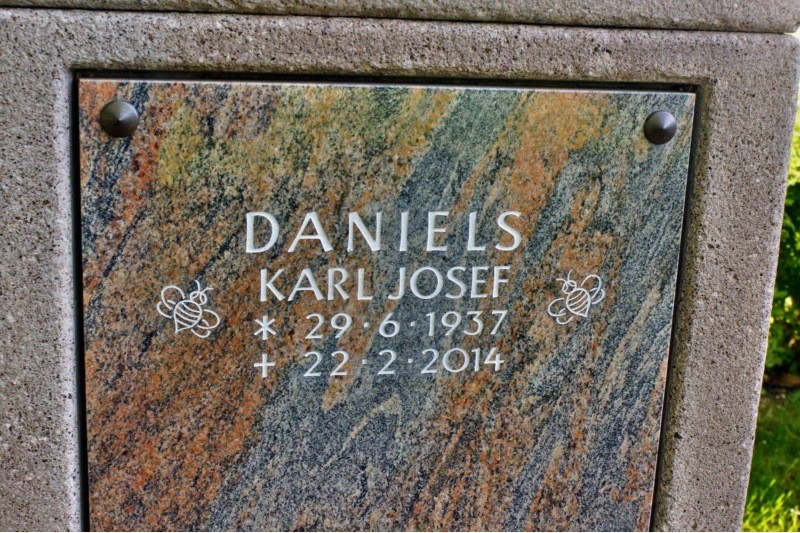 DANIELS
KARL JOSEF
* 29·6·1937
+ 22·2·2014